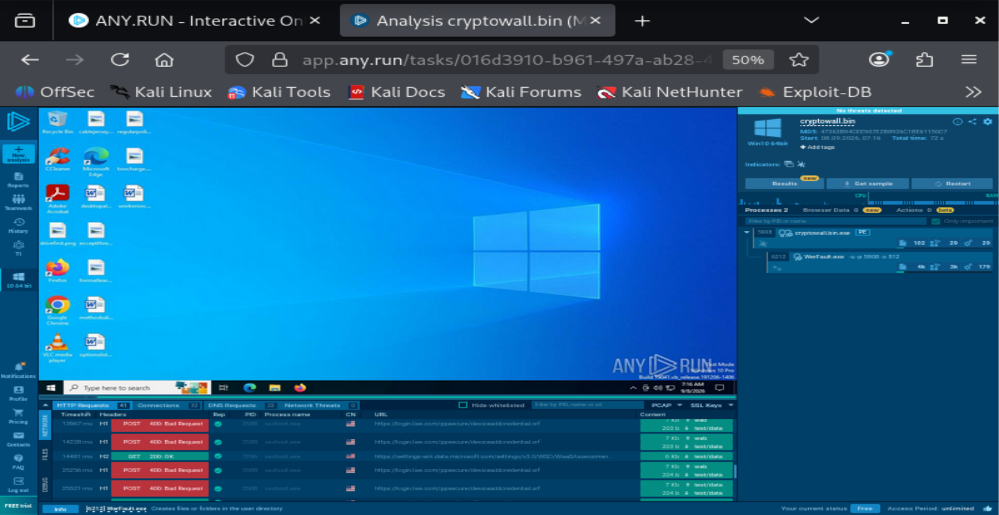 ANY.RUN - Interactive On
Analysis cryptowall.bin (M
app.any.run/tasks/016d3910-b961-497a-ab28-4
50%
OffSec
Kali Linux
Kali Tools
Kali Docs
Kali Forums
Kali NetHunter
Exploit-DB
New analysis
Reports
Teamwork
History
TI
10 64 bit
Notifications
Profile
Pricing
Contacts
FAQ
Log out
FREE trial
Recycle Bin
cablejersey...
regularpoli...
CCleaner
Microsoft Edge
toocharge...
Adobe Acrobat
desktopal...
workersoc...
drivefirst.png
exceptthre...
Firefox
formatlear...
Google Chrome
methodsdi...
VLC media player
optionslist...
ANY RUN
Test Mode
Windows 10 Pro
Build 19041.vb_release.191206-1406
Type here to search
7:16 AM
9/8/2026
No threats detected
cryptowall.bin
Win10 64bit
Start: 08.09.2026, 07:16 Total time: 72 s
Add tags
Indicators:
Results new
Get sample
Restart
CPU
RAM
Processes 2
Browser Data 0 new
Actions 0 beta
Filter by PID or name
Only important
5908 cryptowall.bin.exe PE
102 29 29
6212 WerFault.exe -u -p 5908 -s 512
4k 3k 179
HTTP Requests 41
Connections 32
DNS Requests 22
Network Threats 0
Hide whitelisted
Filter by PID, name or url
PCAP
SSL Keys
NETWORK
FILES
DEBUG
Timeshift Headers Rep PID Process name CN URL Content
13967 ms H1 POST 400: Bad Request 3588 svchost.exe https://login.live.com/ppsecure/deviceaddcredential.srf 7 Kb web
203 b text/data
14228 ms H1 POST 400: Bad Request 3588 svchost.exe https://login.live.com/ppsecure/deviceaddcredential.srf 7 Kb web
203 b text/data
14481 ms H2 GET 200: OK 7096 svchost.exe https://settings-win.data.microsoft.com/settings/v3.0/WSD/WaaSAssessmen... 6 Kb text/data
25256 ms H1 POST 400: Bad Request 3588 svchost.exe https://login.live.com/ppsecure/deviceaddcredential.srf 7 Kb web
204 b text/data
25521 ms H1 POST 400: Bad Request 3588 svchost.exe https://login.live.com/ppsecure/deviceaddcredential.srf 7 Kb text/data
204 b text/data
Info [6212] WerFault.exe Creates files or folders in the user directory
Your current status Free Access Period: unlimited